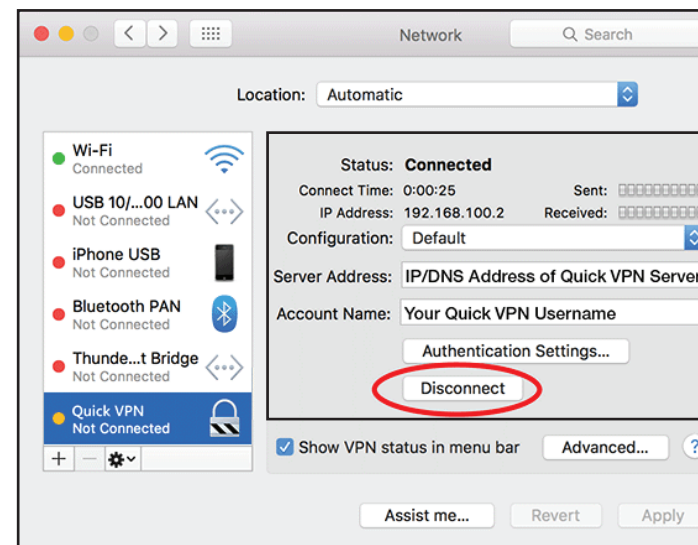 Network
Search
Location: Automatic
Wi-Fi
Connected
USB 10/...00 LAN
Not Connected
iPhone USB
Not Connected
Bluetooth PAN
Not Connected
Thunde...t Bridge
Not Connected
Quick VPN
Not Connected
Status: Connected
Connect Time: 0:00:25 Sent:
IP Address: 192.168.100.2 Received:
Configuration: Default
Server Address: IP/DNS Address of Quick VPN Server
Account Name: Your Quick VPN Username
Authentication Settings...
Disconnect
Show VPN status in menu bar Advanced... ?
Assist me... Revert Apply